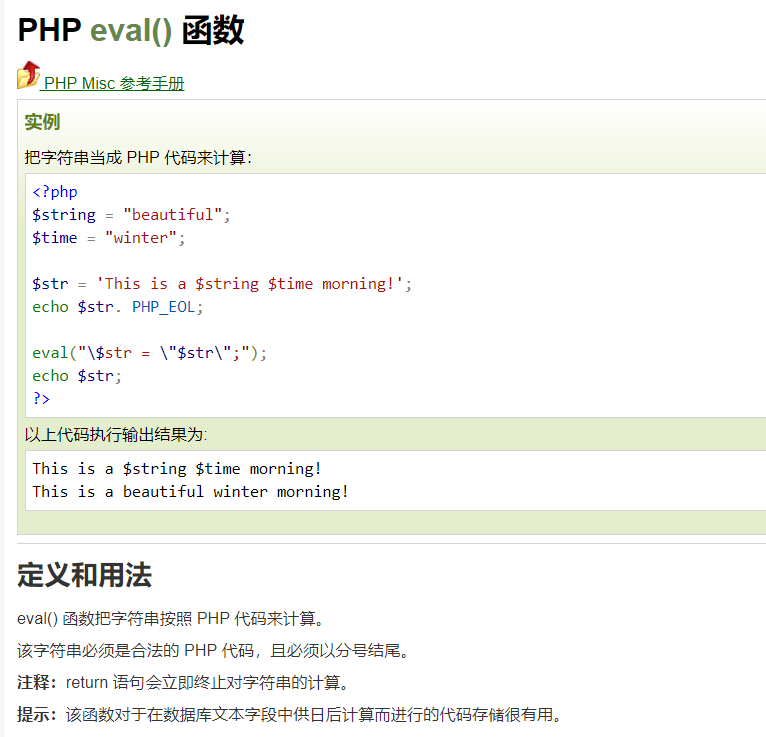 PHP eval() 函数
PHP Misc 参考手册
实例
把字符串当成 PHP 代码来计算：
<?php
$string = "beautiful";
$time = "winter";
$str = 'This is a $string $time morning!';
echo $str. PHP_EOL;
eval("\$str = \"$str\";");
echo $str;
?>
以上代码执行输出结果为:
This is a $string $time morning!
This is a beautiful winter morning!
定义和用法
eval() 函数把字符串按照 PHP 代码来计算。
该字符串必须是合法的 PHP 代码，且必须以分号结尾。
注释：return 语句会立即终止对字符串的计算。
提示：该函数对于在数据库文本字段中供日后计算而进行的代码存储很有用。